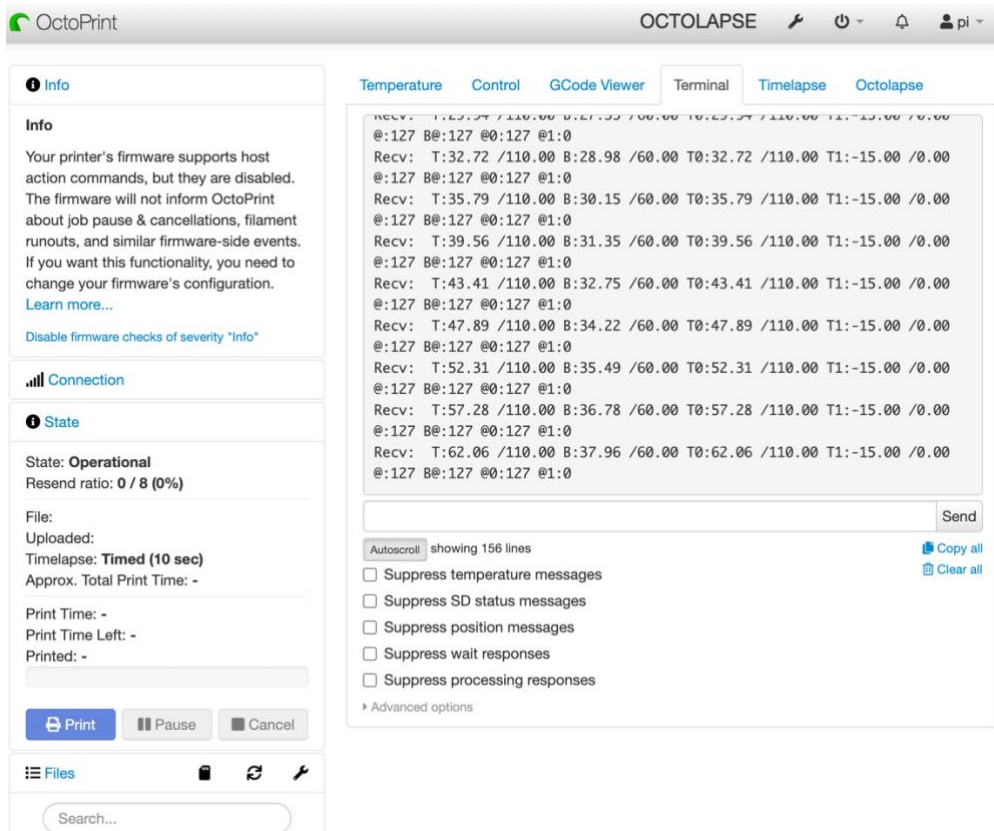 OctoPrint
OCTOLAPSE
pi
Info
Info
Your printer's firmware supports host
action commands, but they are disabled.
The firmware will not inform OctoPrint
about job pause & cancellations, filament
runouts, and similar firmware-side events.
If you want this functionality, you need to
change your firmware's configuration.
Learn more...
Disable firmware checks of severity "Info"
Connection
State
State: Operational
Resend ratio: 0 / 8 (0%)
File:
Uploaded:
Timelapse: Timed (10 sec)
Approx. Total Print Time: -
Print Time: -
Print Time Left: -
Printed: -
Print Pause Cancel
Files
Search...
Temperature Control GCode Viewer Terminal Timelapse Octolapse
@:127 B@:127 @0:127 @1:0
Recv: T:32.72 /110.00 B:28.98 /60.00 T0:32.72 /110.00 T1:-15.00 /0.00
@:127 B@:127 @0:127 @1:0
Recv: T:35.79 /110.00 B:30.15 /60.00 T0:35.79 /110.00 T1:-15.00 /0.00
@:127 B@:127 @0:127 @1:0
Recv: T:39.56 /110.00 B:31.35 /60.00 T0:39.56 /110.00 T1:-15.00 /0.00
@:127 B@:127 @0:127 @1:0
Recv: T:43.41 /110.00 B:32.75 /60.00 T0:43.41 /110.00 T1:-15.00 /0.00
@:127 B@:127 @0:127 @1:0
Recv: T:47.89 /110.00 B:34.22 /60.00 T0:47.89 /110.00 T1:-15.00 /0.00
@:127 B@:127 @0:127 @1:0
Recv: T:52.31 /110.00 B:35.49 /60.00 T0:52.31 /110.00 T1:-15.00 /0.00
@:127 B@:127 @0:127 @1:0
Recv: T:57.28 /110.00 B:36.78 /60.00 T0:57.28 /110.00 T1:-15.00 /0.00
@:127 B@:127 @0:127 @1:0
Recv: T:62.06 /110.00 B:37.96 /60.00 T0:62.06 /110.00 T1:-15.00 /0.00
@:127 B@:127 @0:127 @1:0
Send
Autoscroll showing 156 lines
Copy all
Clear all
Suppress temperature messages
Suppress SD status messages
Suppress position messages
Suppress wait responses
Suppress processing responses
Advanced options